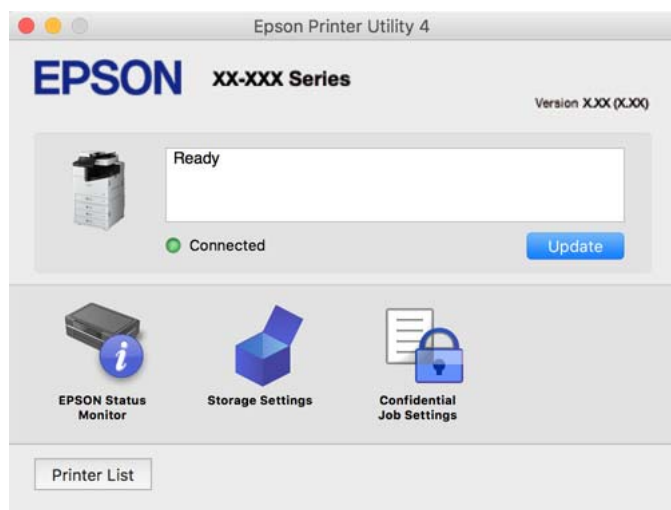 Epson Printer Utility 4
EPSON
XX-XXX Series
Version X.XX (X.XX)
Ready
Connected
Update
EPSON Status
Monitor
Storage Settings
Confidential
Job Settings
Printer List